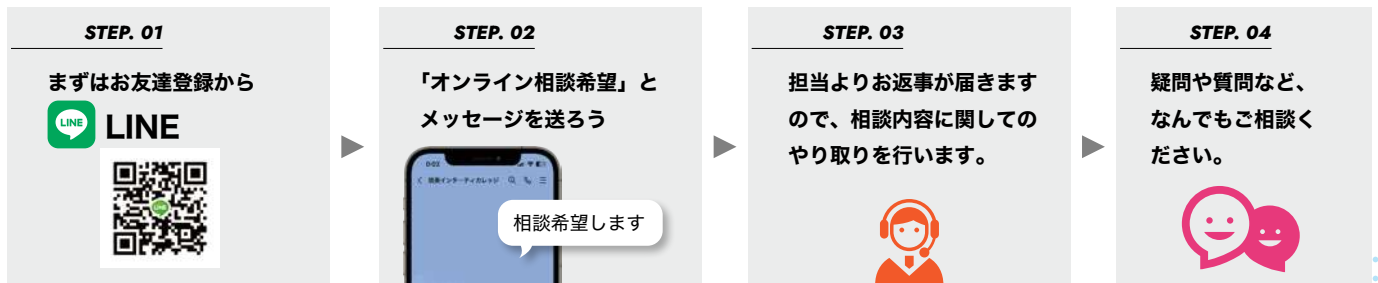 STEP. 01
まずはお友達登録から
LINE
LINE
LINE
STEP. 02
「オンライン相談希望」と
メッセージを送ろう
0:02
相談希望します
STEP. 03
担当よりお返事が届きます
ので、相談内容に関しての
やり取りを行います。
STEP. 04
疑問や質問など、
なんでもご相談く
ださい。